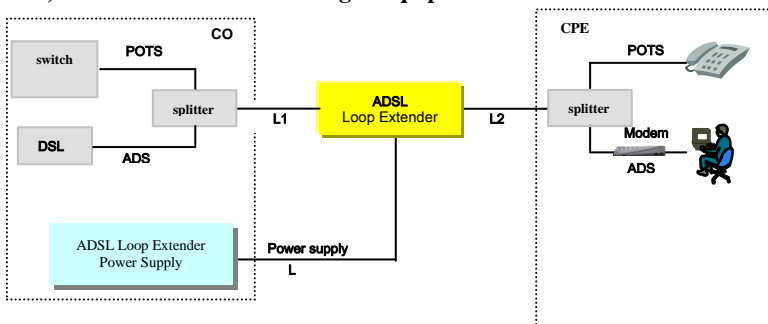 CO
switch
POTS
splitter
DSL
ADS
L1
ADSL
Loop Extender
L2
CPE
POTS
splitter
Modem
ADS
ADSL Loop Extender
Power Supply
Power supply
L